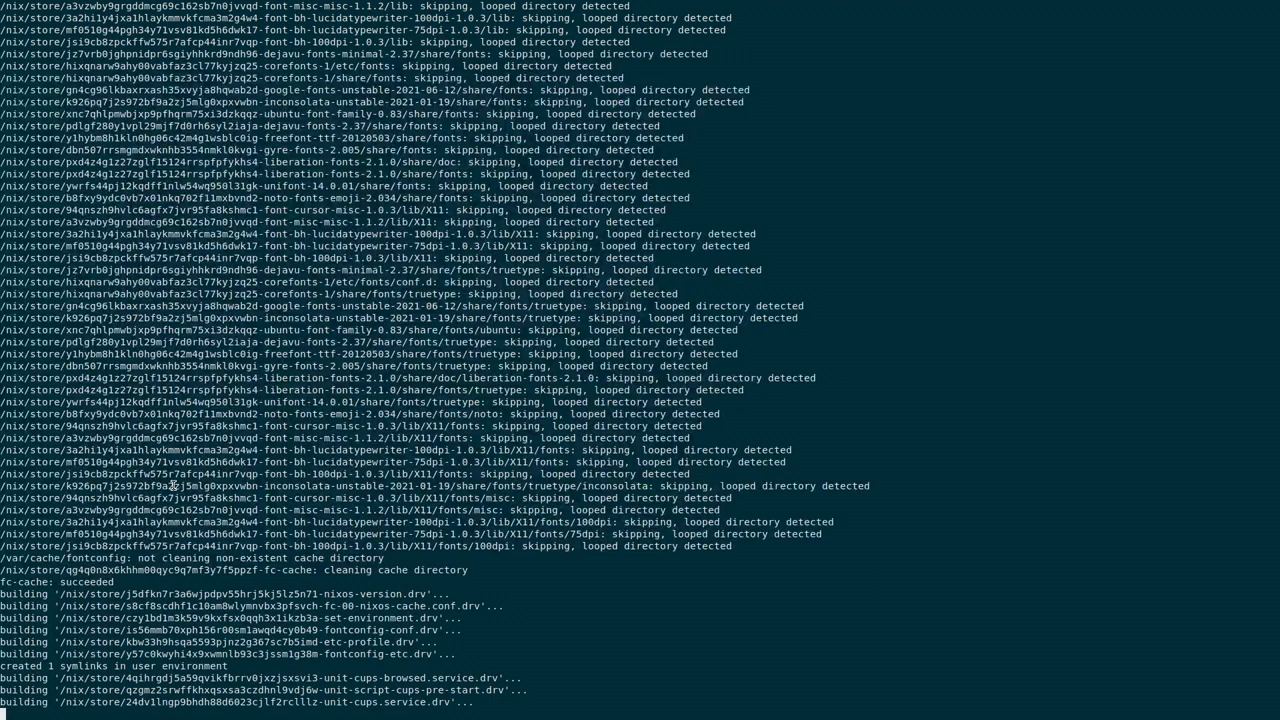 /nix/store/a3vzwby9grgddmcg69c162sb7n0jvvqd-font-misc-misc-1.1.2/lib: skipping, looped directory detected
/nix/store/3a2hi1y4jxa1hlaykmmvkfcma3m2g4w4-font-bh-lucidatypewriter-100dpi-1.0.3/lib: skipping, looped directory detected
/nix/store/mf0510g44pgh34y71vsv81kd5h6dwk17-font-bh-lucidatypewriter-75dpi-1.0.3/lib: skipping, looped directory detected
/nix/store/jsi9cb8zpckffw575r7afcp44inr7vqp-font-bh-100dpi-1.0.3/lib: skipping, looped directory detected
/nix/store/jz7vrb0jghpnidpr6sgiyhhkrd9ndh96-dejavu-fonts-minimal-2.37/share/fonts: skipping, looped directory detected
/nix/store/hixqnarw9ahy00vabfaz3cl77kyjzq25-corefonts-1/etc/fonts: skipping, looped directory detected
/nix/store/hixqnarw9ahy00vabfaz3cl77kyjzq25-corefonts-1/share/fonts: skipping, looped directory detected
/nix/store/gn4cg96lkbaxrxash35xvyja8hqwab2d-google-fonts-unstable-2021-06-12/share/fonts: skipping, looped directory detected
/nix/store/k926pq7j2s972bf9a2zj5mlg0xpxvwbn-inconsolata-unstable-2021-01-19/share/fonts: skipping, looped directory detected
/nix/store/xnc7qhlpmwbjxp9pfhqrm75xi3dzkqqz-ubuntu-font-family-0.83/share/fonts: skipping, looped directory detected
/nix/store/pdlgf280y1vpl29mjf7d0rh6syl2iaja-dejavu-fonts-2.37/share/fonts: skipping, looped directory detected
/nix/store/y1hybm8h1kln0hg06c42m4g1wsblc0ig-freefont-ttf-20120503/share/fonts: skipping, looped directory detected
/nix/store/dbn507rrsmgmdxwknhb3554nmkl0kvgi-gyre-fonts-2.005/share/fonts: skipping, looped directory detected
/nix/store/pxd4z4g1z27zglf15124rrspfpfykhs4-liberation-fonts-2.1.0/share/doc: skipping, looped directory detected
/nix/store/pxd4z4g1z27zglf15124rrspfpfykhs4-liberation-fonts-2.1.0/share/fonts: skipping, looped directory detected
/nix/store/ywrfs44pj12kqdff1nlw54wq950l31gk-unifont-14.0.01/share/fonts: skipping, looped directory detected
/nix/store/b8fxy9ydc0vb7x01nkq702f11mxbvnd2-noto-fonts-emoji-2.034/share/fonts: skipping, looped directory detected
/nix/store/94qnszh9hvlc6agfx7jvr95fa8kshmc1-font-cursor-misc-1.0.3/lib/X11: skipping, looped directory detected
/nix/store/a3vzwby9grgddmcg69c162sb7n0jvvqd-font-misc-misc-1.1.2/lib/X11: skipping, looped directory detected
/nix/store/3a2hi1y4jxa1hlaykmmvkfcma3m2g4w4-font-bh-lucidatypewriter-100dpi-1.0.3/lib/X11: skipping, looped directory detected
/nix/store/mf0510g44pgh34y71vsv81kd5h6dwk17-font-bh-lucidatypewriter-75dpi-1.0.3/lib/X11: skipping, looped directory detected
/nix/store/jsi9cb8zpckffw575r7afcp44inr7vqp-font-bh-100dpi-1.0.3/lib/X11: skipping, looped directory detected
/nix/store/jz7vrb0jghpnidpr6sgiyhhkrd9ndh96-dejavu-fonts-minimal-2.37/share/fonts/truetype: skipping, looped directory detected
/nix/store/hixqnarw9ahy00vabfaz3cl77kyjzq25-corefonts-1/etc/fonts/conf.d: skipping, looped directory detected
/nix/store/hixqnarw9ahy00vabfaz3cl77kyjzq25-corefonts-1/share/fonts/truetype: skipping, looped directory detected
/nix/store/gn4cg96lkbaxrxash35xvyja8hqwab2d-google-fonts-unstable-2021-06-12/share/fonts/truetype: skipping, looped directory detected
/nix/store/k926pq7j2s972bf9a2zj5mlg0xpxvwbn-inconsolata-unstable-2021-01-19/share/fonts/truetype: skipping, looped directory detected
/nix/store/xnc7qhlpmwbjxp9pfhqrm75xi3dzkqqz-ubuntu-font-family-0.83/share/fonts/ubuntu: skipping, looped directory detected
/nix/store/pdlgf280y1vpl29mjf7d0rh6syl2iaja-dejavu-fonts-2.37/share/fonts/truetype: skipping, looped directory detected
/nix/store/y1hybm8h1kln0hg06c42m4g1wsblc0ig-freefont-ttf-20120503/share/fonts/truetype: skipping, looped directory detected
/nix/store/dbn507rrsmgmdxwknhb3554nmkl0kvgi-gyre-fonts-2.005/share/fonts/truetype: skipping, looped directory detected
/nix/store/pxd4z4g1z27zglf15124rrspfpfykhs4-liberation-fonts-2.1.0/share/doc/liberation-fonts-2.1.0: skipping, looped directory detected
/nix/store/pxd4z4g1z27zglf15124rrspfpfykhs4-liberation-fonts-2.1.0/share/fonts/truetype: skipping, looped directory detected
/nix/store/ywrfs44pj12kqdff1nlw54wq950l31gk-unifont-14.0.01/share/fonts/truetype: skipping, looped directory detected
/nix/store/b8fxy9ydc0vb7x01nkq702f11mxbvnd2-noto-fonts-emoji-2.034/share/fonts/noto: skipping, looped directory detected
/nix/store/94qnszh9hvlc6agfx7jvr95fa8kshmc1-font-cursor-misc-1.0.3/lib/X11/fonts: skipping, looped directory detected
/nix/store/a3vzwby9grgddmcg69c162sb7n0jvvqd-font-misc-misc-1.1.2/lib/X11/fonts: skipping, looped directory detected
/nix/store/3a2hi1y4jxa1hlaykmmvkfcma3m2g4w4-font-bh-lucidatypewriter-100dpi-1.0.3/lib/X11/fonts: skipping, looped directory detected
/nix/store/mf0510g44pgh34y71vsv81kd5h6dwk17-font-bh-lucidatypewriter-75dpi-1.0.3/lib/X11/fonts: skipping, looped directory detected
/nix/store/jsi9cb8zpckffw575r7afcp44inr7vqp-font-bh-100dpi-1.0.3/lib/X11/fonts: skipping, looped directory detected
/nix/store/k926pq7j2s972bf9a2zj5mlg0xpxvwbn-inconsolata-unstable-2021-01-19/share/fonts/truetype/inconsolata: skipping, looped directory detected
/nix/store/94qnszh9hvlc6agfx7jvr95fa8kshmc1-font-cursor-misc-1.0.3/lib/X11/fonts/misc: skipping, looped directory detected
/nix/store/a3vzwby9grgddmcg69c162sb7n0jvvqd-font-misc-misc-1.1.2/lib/X11/fonts/misc: skipping, looped directory detected
/nix/store/3a2hi1y4jxa1hlaykmmvkfcma3m2g4w4-font-bh-lucidatypewriter-100dpi-1.0.3/lib/X11/fonts/100dpi: skipping, looped directory detected
/nix/store/mf0510g44pgh34y71vsv81kd5h6dwk17-font-bh-lucidatypewriter-75dpi-1.0.3/lib/X11/fonts/75dpi: skipping, looped directory detected
/nix/store/jsi9cb8zpckffw575r7afcp44inr7vqp-font-bh-100dpi-1.0.3/lib/X11/fonts/100dpi: skipping, looped directory detected
/var/cache/fontconfig: not cleaning non-existent cache directory
/nix/store/qg4q0n8x6khhm00qyc9q7mf3y7f5ppzf-fc-cache: cleaning cache directory
fc-cache: succeeded
building '/nix/store/j5dfkn7r3a6wjpdpv55hrj5kj5lz5n71-nixos-version.drv'...
building '/nix/store/s8cf8scdhf1c10am8wlymnvbx3pfsvch-fc-00-nixos-cache.conf.drv'...
building '/nix/store/czy1bd1m3k59v9kxfsx0qqh3x1ikzb3a-set-environment.drv'...
building '/nix/store/is56mmb70xph156r00sm1awqd4cy0b49-fontconfig-conf.drv'...
building '/nix/store/kbw33h9hsqa5593pjnz2g367sc7b5imd-etc-profile.drv'...
building '/nix/store/y57c0kwyhi4x9xwmnlb93c3jssm1g38m-fontconfig-etc.drv'...
created 1 symlinks in user environment
building '/nix/store/4qihrgdj5a59qvikfbrrv0jxzjsxsvi3-unit-cups-browsed.service.drv'...
building '/nix/store/qzgmz2srwffkhxqsxsa3czdhnl9vdj6w-unit-script-cups-pre-start.drv'...
building '/nix/store/24dv1lngp9bhdh88d6023cjlf2rclllz-unit-cups.service.drv'...